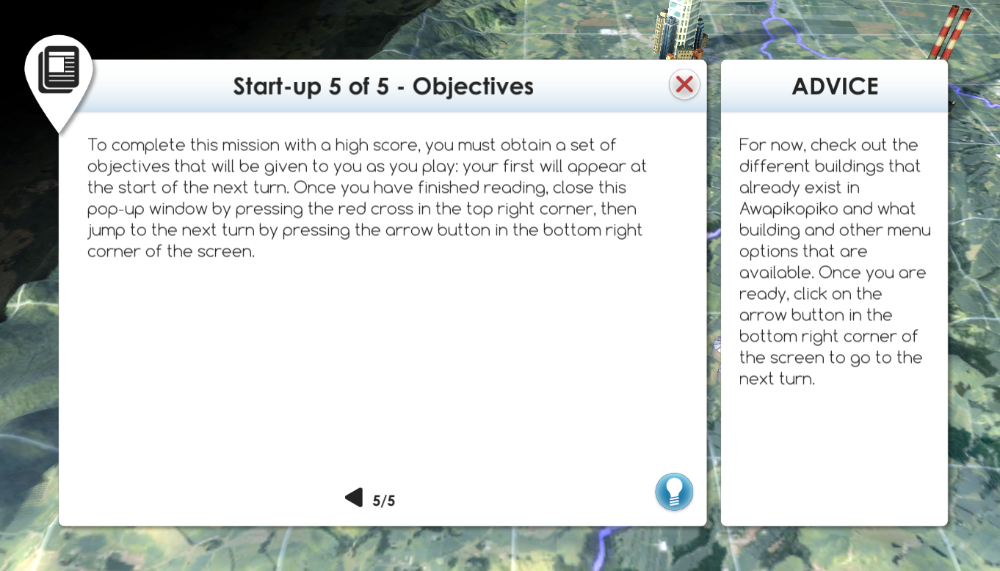 Start-up 5 of 5 - Objectives
To complete this mission with a high score, you must obtain a set of
objectives that will be given to you as you play: your first will appear at
the start of the next turn. Once you have finished reading, close this
pop-up window by pressing the red cross in the top right corner, then
jump to the next turn by pressing the arrow button in the bottom right
corner of the screen.
5/5
ADVICE
For now, check out the
different buildings that
already exist in
Awapikopiko and what
building and other menu
options that are
available. Once you are
ready, click on the
arrow button in the
bottom right corner of
the screen to go to the
next turn.